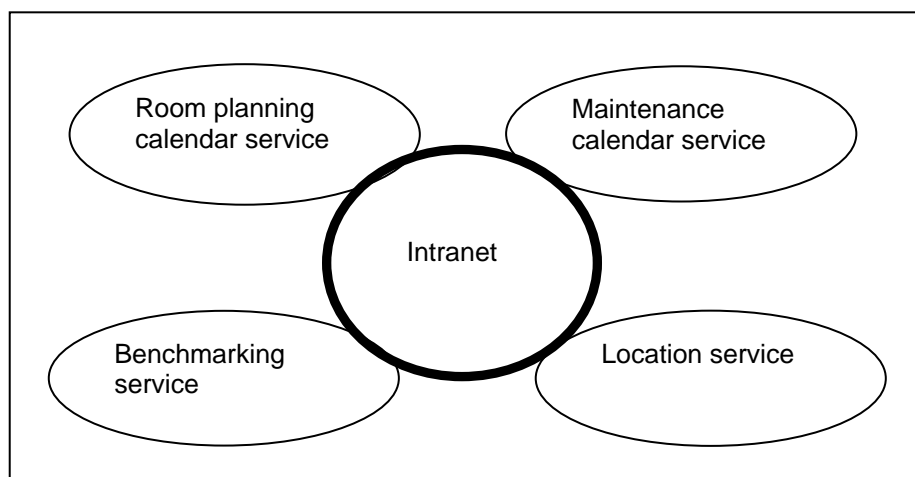 Room planning
calendar service
Maintenance
calendar service
Intranet
Benchmarking
service
Location service